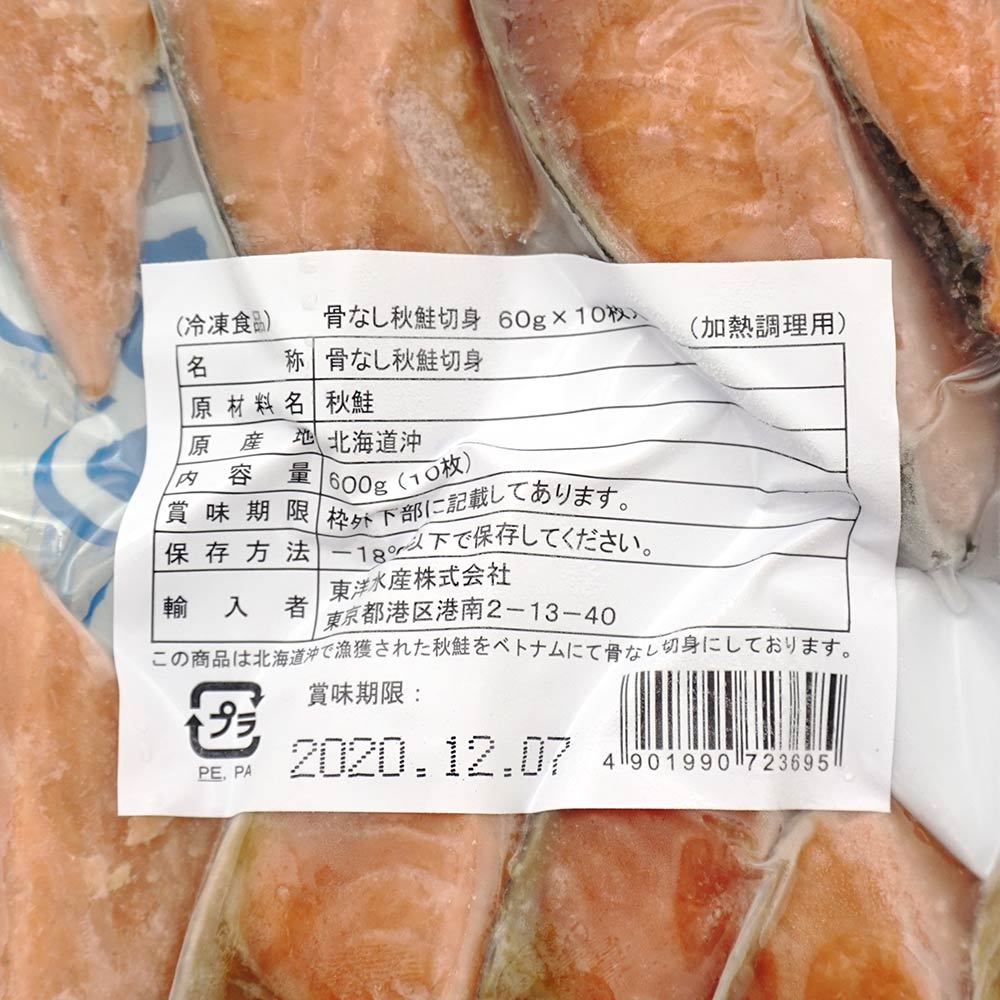 (冷凍食品) 骨なし秋鮭切身 60g×10枚入 (加熱調理用)
名称 骨なし秋鮭切身
原材料名 秋鮭
原産地 北海道沖
内容量 600g(10枚)
賞味期限 枠外下部に記載してあります。
保存方法 −18℃以下で保存してください。
輸入者 東洋水産株式会社
東京都港区港南2−13−40
この商品は北海道沖で漁獲された秋鮭をベトナムにて骨なし切身にしております。
プラ
PE, PA
賞味期限:
2020.12.07
4 901990 723695